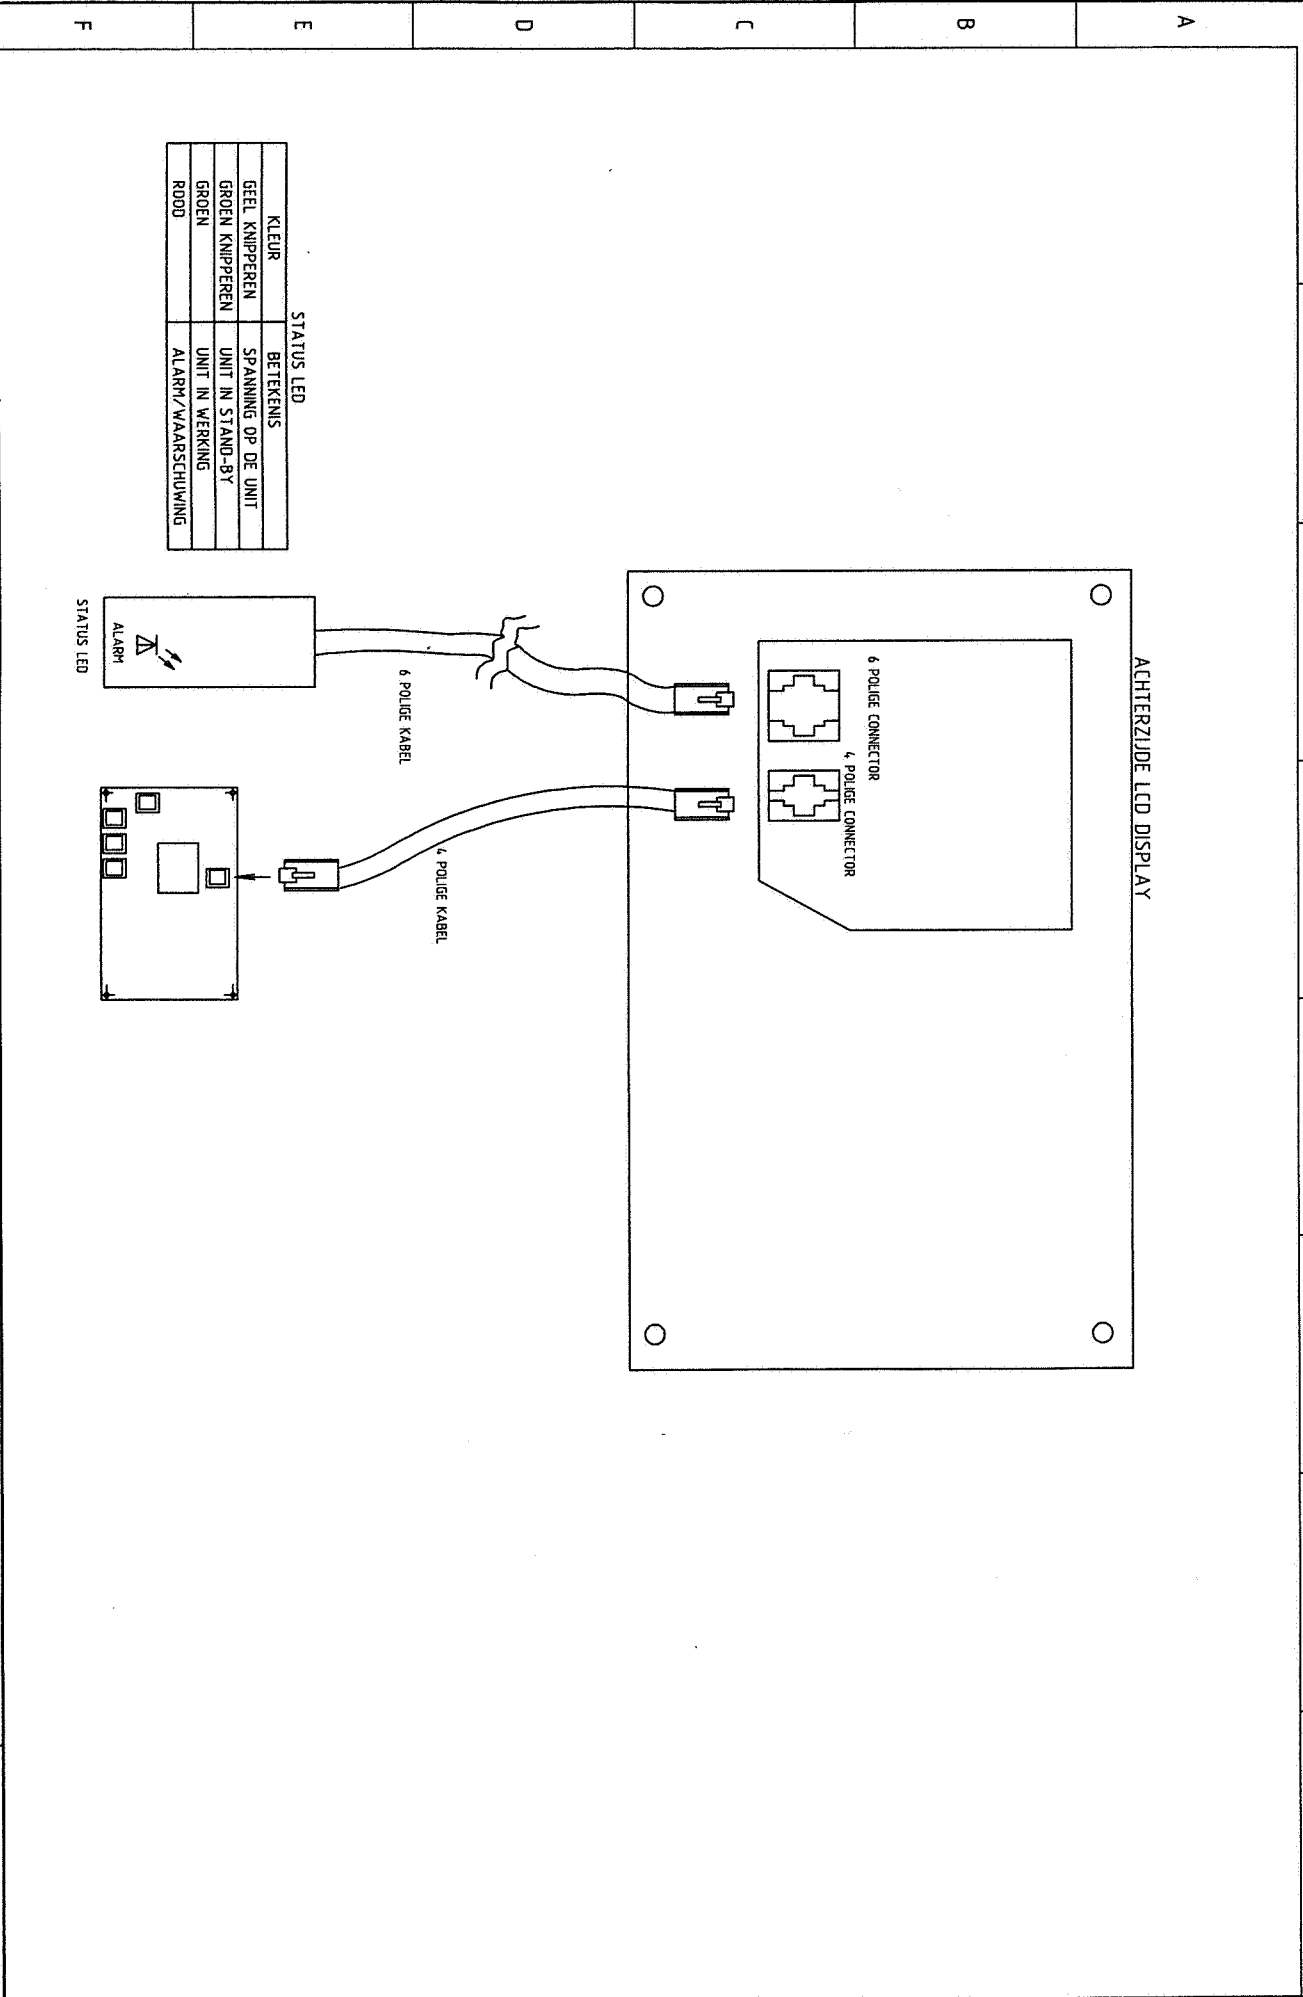 A
B
C
D
E
F
ACHTERZIJDE LCD DISPLAY
6 POLIGE CONNECTOR
4 POLIGE CONNECTOR
6 POLIGE KABEL
4 POLIGE KABEL
STATUS LED
KLEUR BETEKENIS
GEEL KNIPPEREN SPANNING OP DE UNIT
GROEN KNIPPEREN UNIT IN STAND-BY
GROEN UNIT IN WERKING
ROOD ALARM/WAARSCHUWING
ALARM
STATUS LED